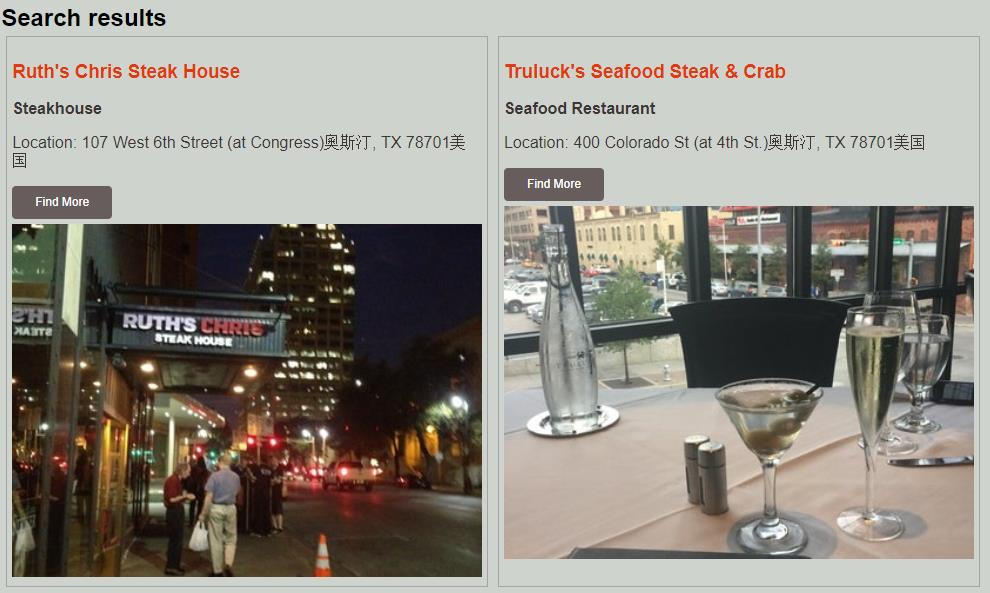 Search results
Ruth's Chris Steak House
Steakhouse
Location: 107 West 6th Street (at Congress)奥斯汀, TX 78701美
国
Find More
RUTH'S CHRIS
STEAK HOUSE
Truluck's Seafood Steak & Crab
Seafood Restaurant
Location: 400 Colorado St (at 4th St.)奥斯汀, TX 78701美国
Find More